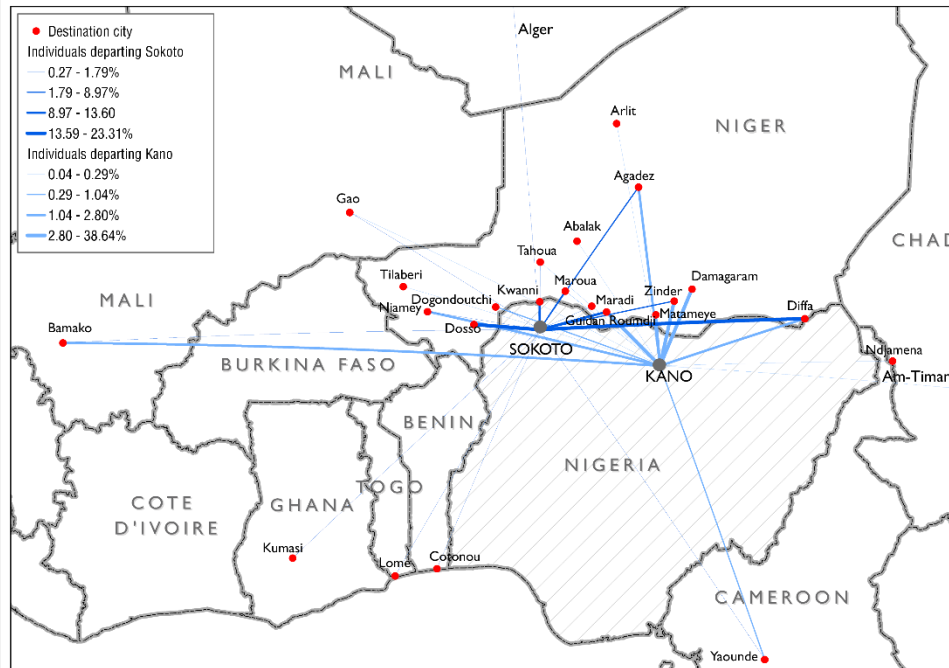 Destination city
Individuals departing Sokoto
0.27 - 1.79%
1.79 - 8.97%
8.97 - 13.60
13.59 - 23.31%
Individuals departing Kano
0.04 - 0.29%
0.29 - 1.04%
1.04 - 2.80%
2.80 - 38.64%
Alger
MALI
Arlit
NIGER
Agadez
Gao
Abalak
CHAD
Tahoua
Tilaberi
Maroua
Damagaram
Kwanni
Zinder
MALI
Niamey
Dogondoutchi
Maradi
Diffa
Guidan Roumdji
Matameye
Bamako
Dosso
SOKOTO
Ndjamena
BURKINA FASO
KANO
Am-Timan
BENIN
NIGERIA
TOGO
COTE
D'IVOIRE
GHANA
Kumasi
Lome
Cotonou
CAMEROON
Yaounde